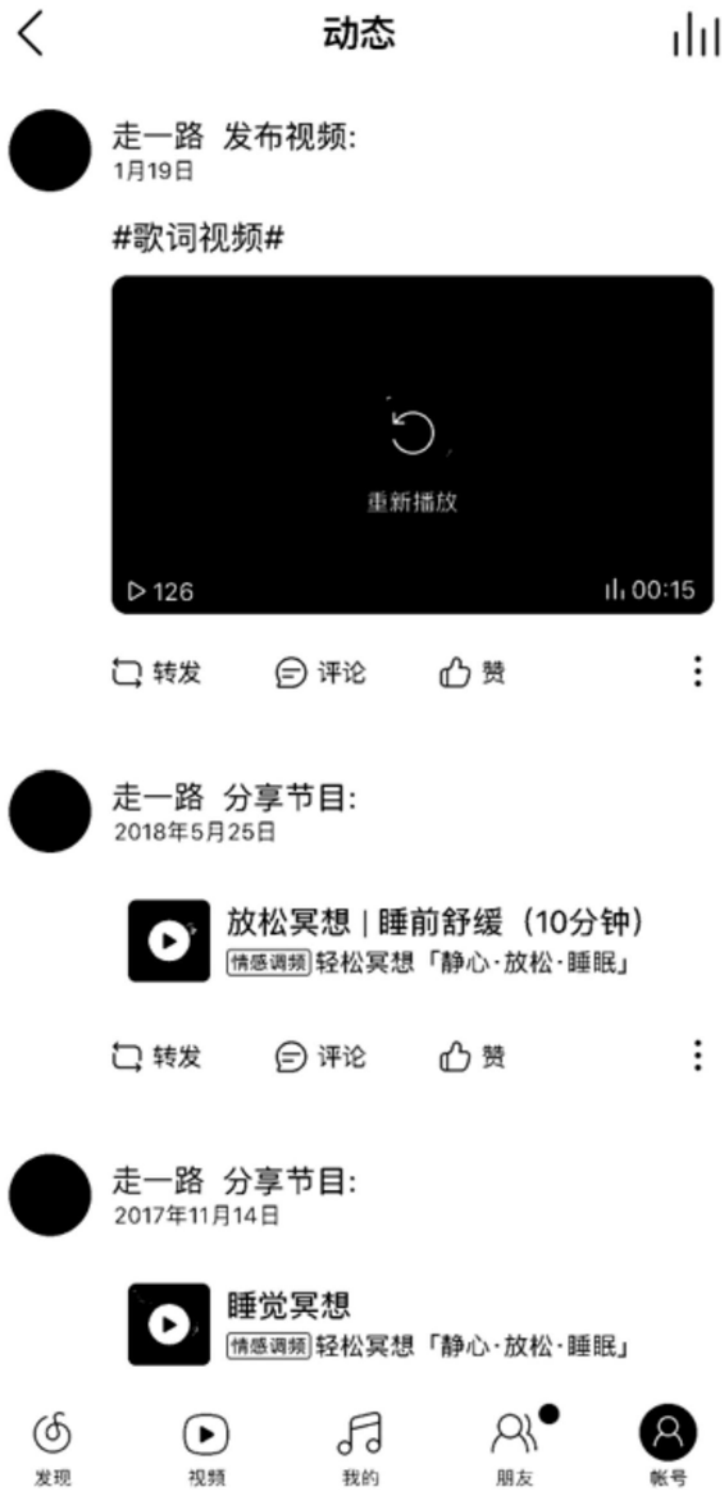 动态
走一路 发布视频:
1月19日
#歌词视频#
重新播放
126
00:15
转发 评论 赞
走一路 分享节目:
2018年5月25日
放松冥想 | 睡前舒缓（10分钟）
情感调频 轻松冥想「静心·放松·睡眠」
转发 评论 赞
走一路 分享节目:
2017年11月14日
睡觉冥想
情感调频 轻松冥想「静心·放松·睡眠」
发现 视频 我的 朋友 帐号